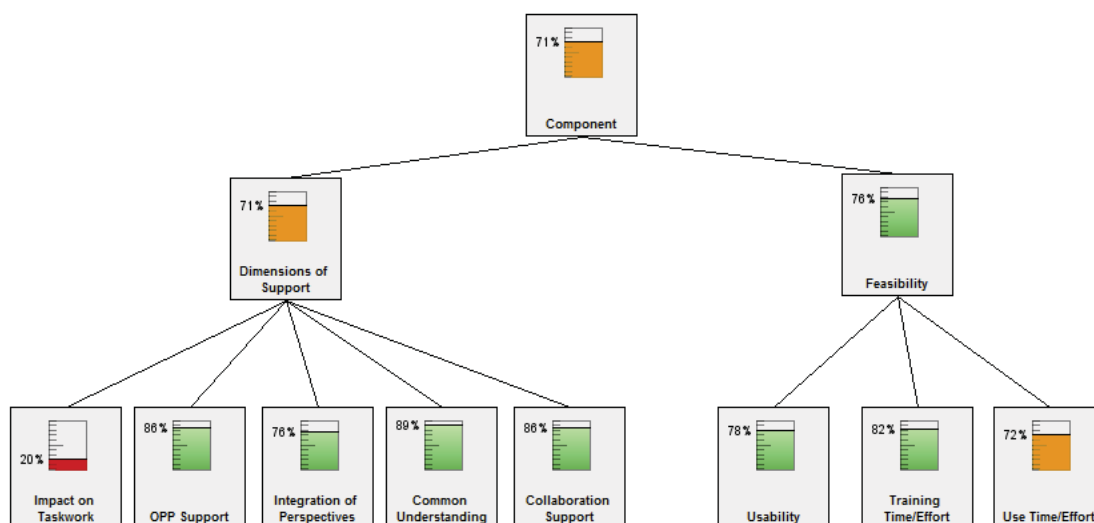 71%
Component
71%
Dimensions of
Support
76%
Feasibility
20%
Impact on
Taskwork
86%
OPP Support
76%
Integration of
Perspectives
89%
Common
Understanding
86%
Collaboration
Support
78%
Usability
82%
Training
Time/Effort
72%
Use Time/Effort